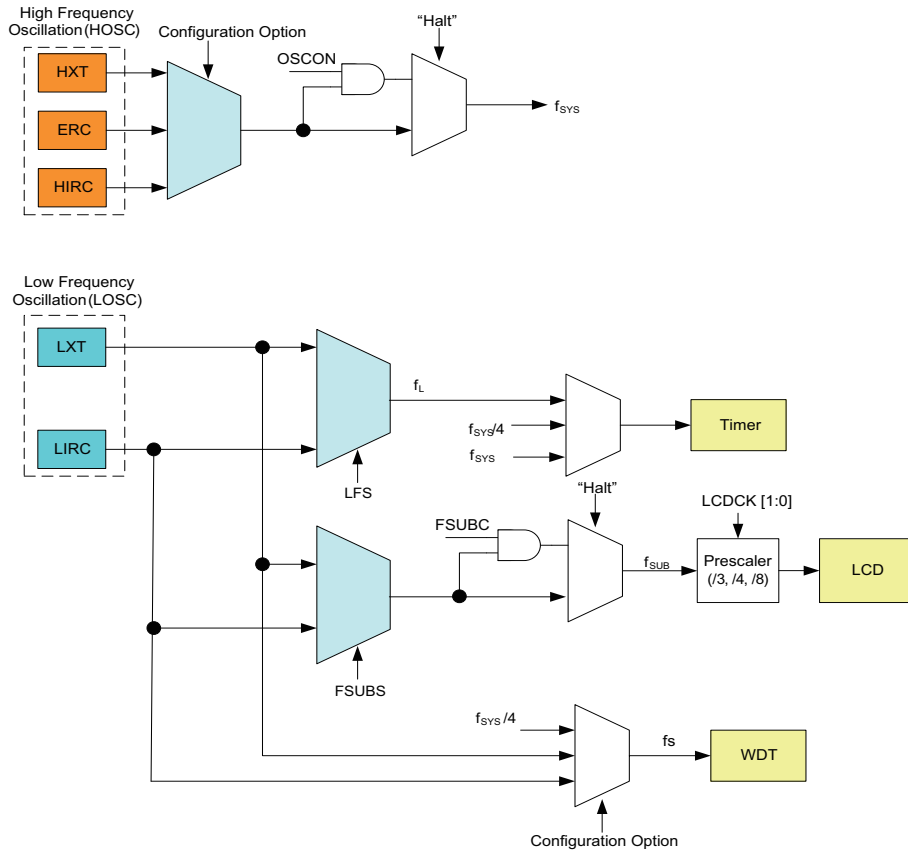 High Frequency
Oscillation (HOSC)
Configuration Option
"Halt"
HXT
OSCON
ERC
fSYS
HIRC
Low Frequency
Oscillation (LOSC)
LXT
fL
fSYS/4
Timer
LIRC
fSYS
LFS
"Halt"
LCDCK [1:0]
FSUBC
fSUB
Prescaler
(/3, /4, /8)
LCD
FSUBS
fSYS /4
fs
WDT
Configuration Option